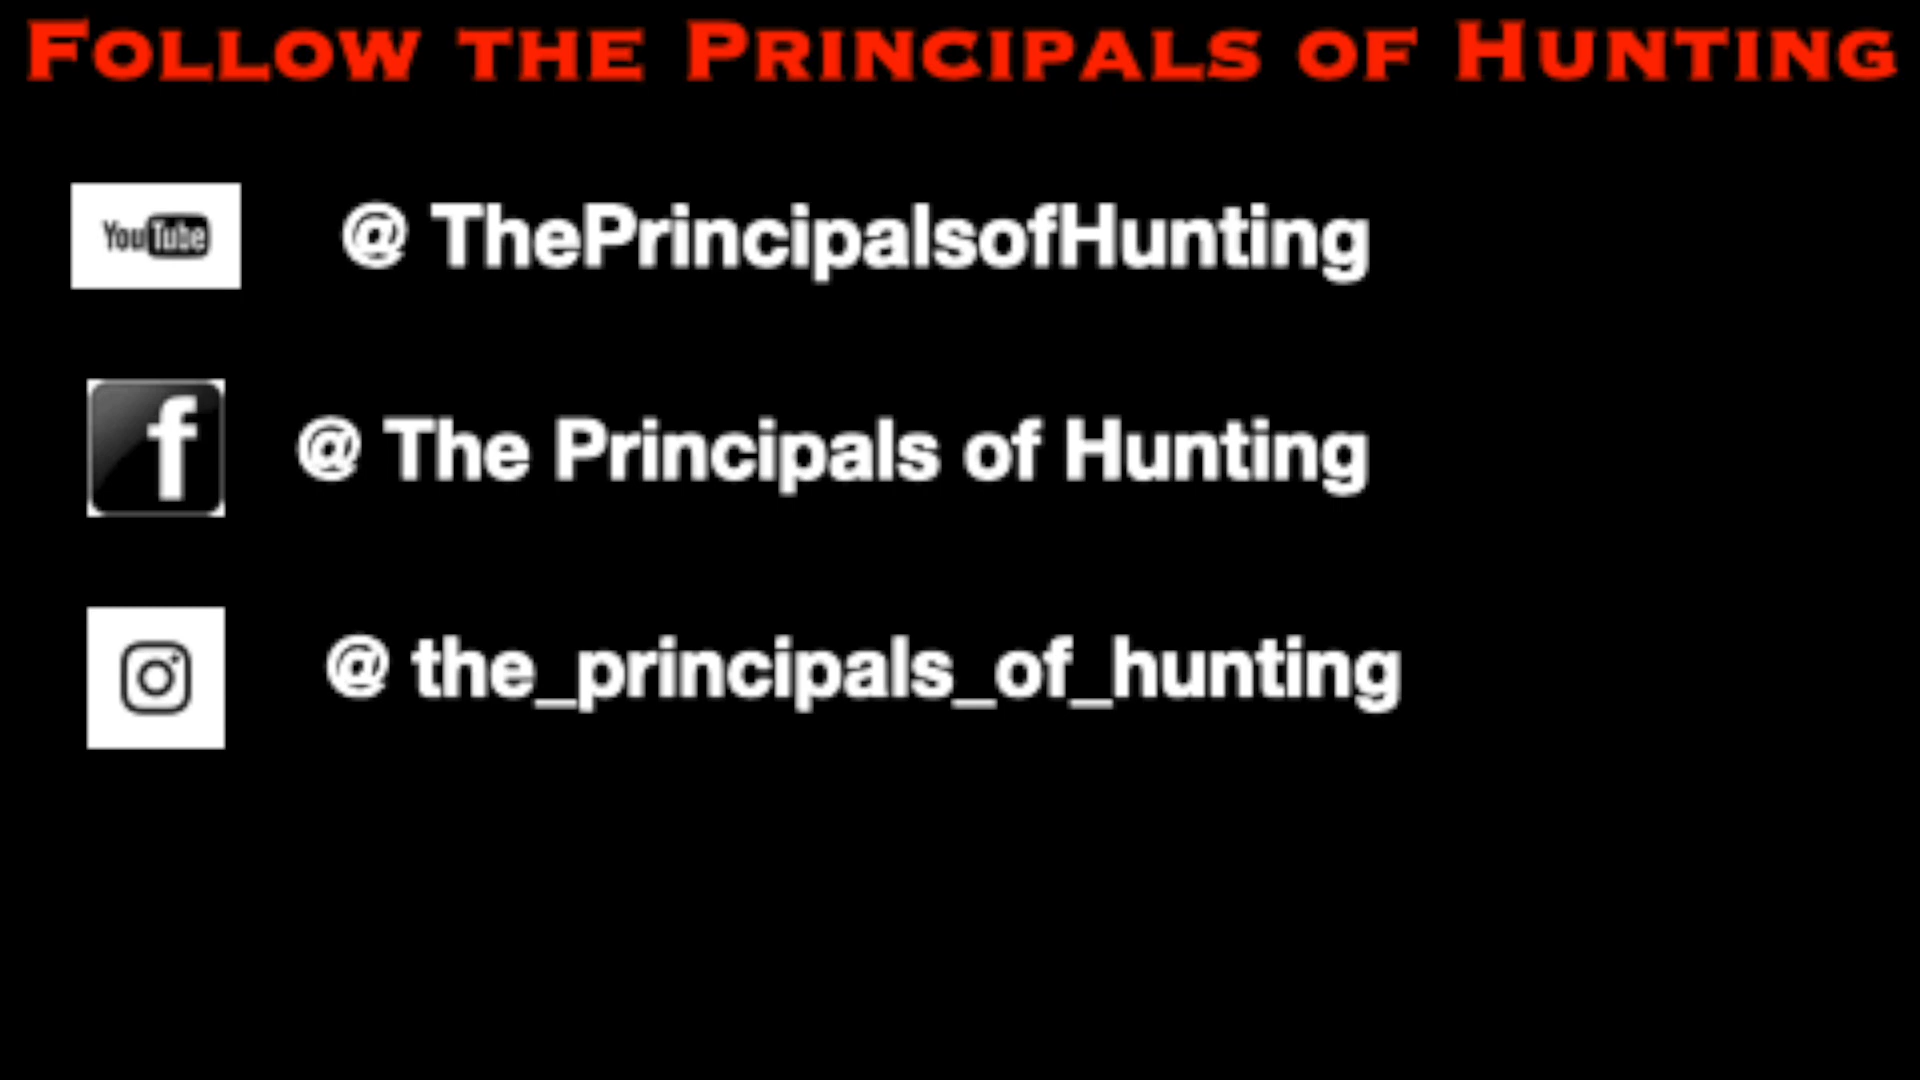 Follow the Principals of Hunting
YouTube @ ThePrincipalsofHunting
f @ The Principals of Hunting
@ the_principals_of_hunting